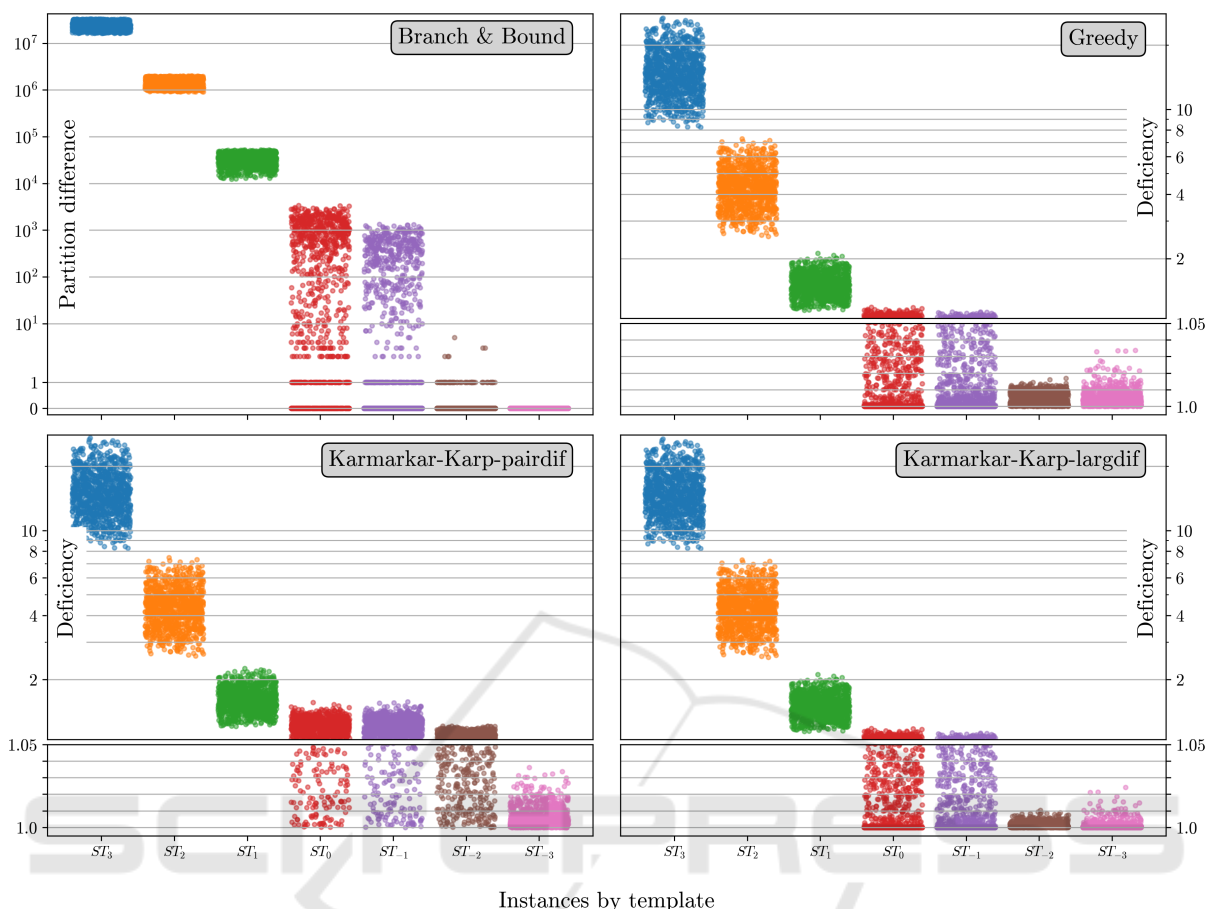 Branch & Bound
Partition difference
10^7
10^6
10^5
10^4
10^3
10^2
10^1
1
0
Greedy
Deficiency
10
8
6
4
2
1.05
1.0
Karmarkar-Karp-pairdif
Deficiency
10
8
6
4
2
1.05
1.0
ST_3 ST_2 ST_1 ST_0 ST_{-1} ST_{-2} ST_{-3}
Karmarkar-Karp-largdif
Deficiency
10
8
6
4
2
1.05
1.0
ST_3 ST_2 ST_1 ST_0 ST_{-1} ST_{-2} ST_{-3}
Instances by template
SCITEPRESS